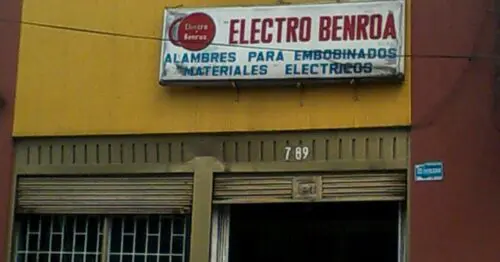 Electro
Benroa
ELECTRO BENROA
ALAMBRES PARA EMBOBINADOS
MATERIALES ELECTRICOS
789